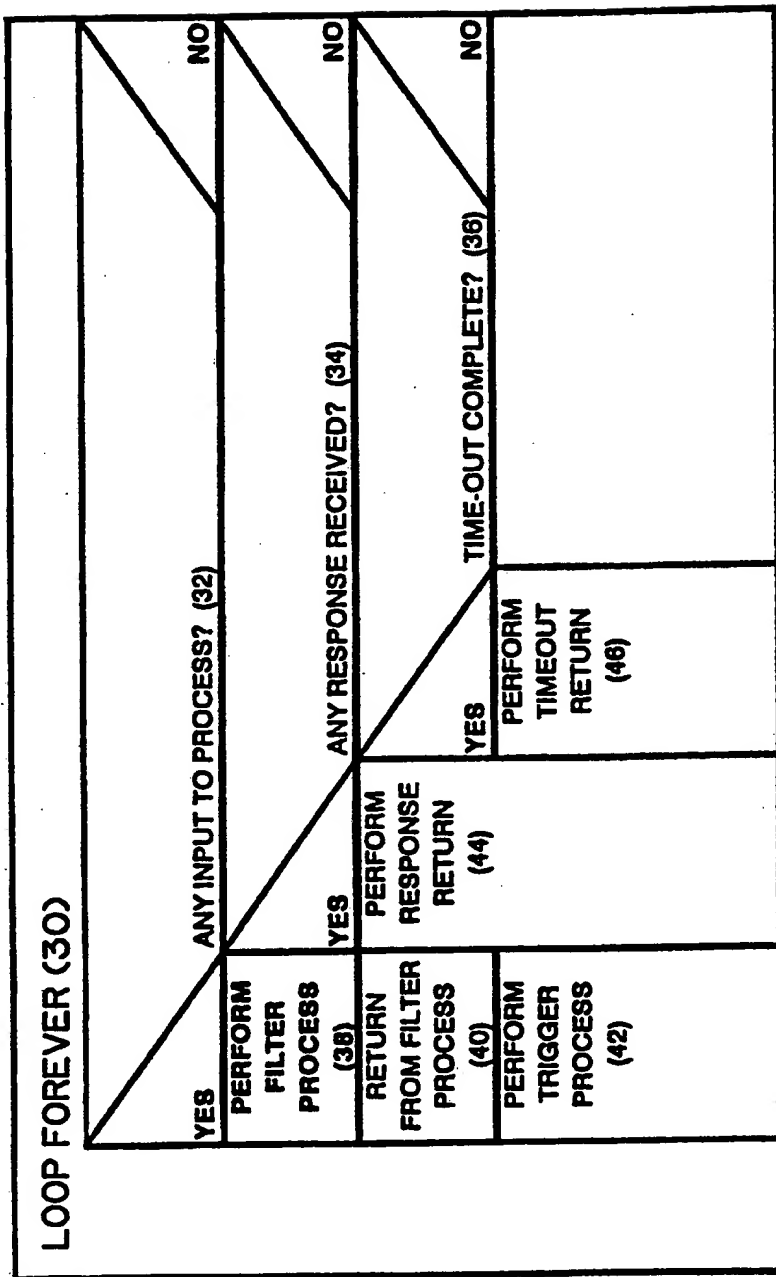 LOOP FOREVER (30)
ANY INPUT TO PROCESS? (32)
YES
NO
PERFORM
FILTER
PROCESS
(38)
ANY RESPONSE RECEIVED? (34)
YES
NO
RETURN
FROM FILTER
PROCESS
(40)
PERFORM
RESPONSE
RETURN
(44)
TIME-OUT COMPLETE? (36)
YES
NO
PERFORM
TRIGGER
PROCESS
(42)
PERFORM
TIMEOUT
RETURN
(46)